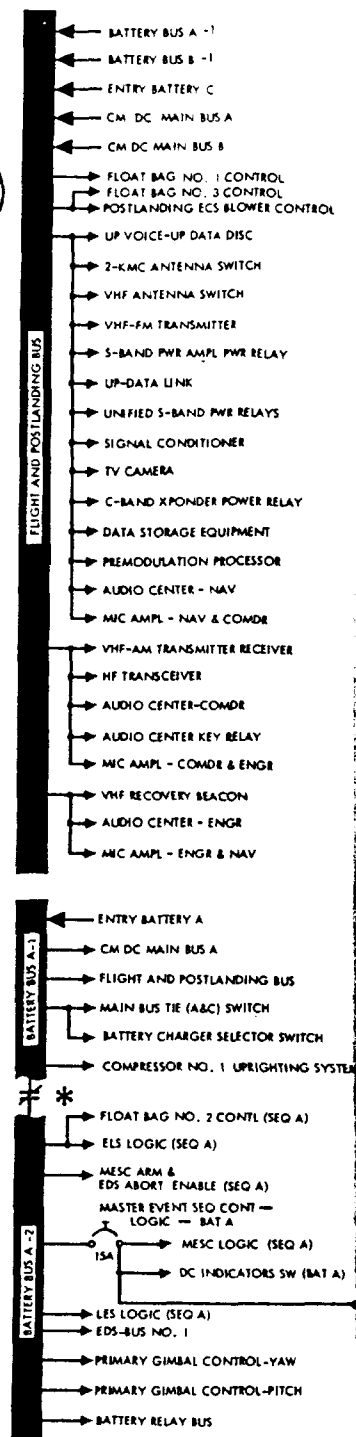 BATTERY BUS A -1
BATTERY BUS B -1
ENTRY BATTERY C
CM DC MAIN BUS A
CM DC MAIN BUS B
FLOAT BAG NO. 1 CONTROL
FLOAT BAG NO. 3 CONTROL
POSTLANDING ECS BLOWER CONTROL
UP VOICE-UP DATA DISC
2-KMC ANTENNA SWITCH
VHF ANTENNA SWITCH
VHF-FM TRANSMITTER
S-BAND PWR AMPL PWR RELAY
UP-DATA LINK
UNIFIED S-BAND PWR RELAYS
SIGNAL CONDITIONER
TV CAMERA
C-BAND XPONDER POWER RELAY
DATA STORAGE EQUIPMENT
PREMODULATION PROCESSOR
AUDIO CENTER - NAV
MIC AMPL - NAV & COMDR
VHF-AM TRANSMITTER RECEIVER
HF TRANSCEIVER
AUDIO CENTER-COMDR
AUDIO CENTER KEY RELAY
MIC AMPL - COMDR & ENGR
VHF RECOVERY BEACON
AUDIO CENTER - ENGR
MIC AMPL - ENGR & NAV
FLIGHT AND POSTLANDING BUS
ENTRY BATTERY A
CM DC MAIN BUS A
FLIGHT AND POSTLANDING BUS
MAIN BUS TIE (A&C) SWITCH
BATTERY CHARGER SELECTOR SWITCH
COMPRESSOR NO. 1 UPRIGHTING SYSTEM
BATTERY BUS A-1
*
FLOAT BAG NO. 2 CONTL (SEQ A)
ELS LOGIC (SEQ A)
MESC ARM &
EDS ABORT ENABLE (SEQ A)
MASTER EVENT SEQ CONT —
LOGIC — BAT A
15A
MESC LOGIC (SEQ A)
DC INDICATORS SW (BAT A)
LES LOGIC (SEQ A)
EDS-BUS NO. 1
PRIMARY GIMBAL CONTROL-YAW
PRIMARY GIMBAL CONTROL-PITCH
BATTERY RELAY BUS
BATTERY BUS A -2